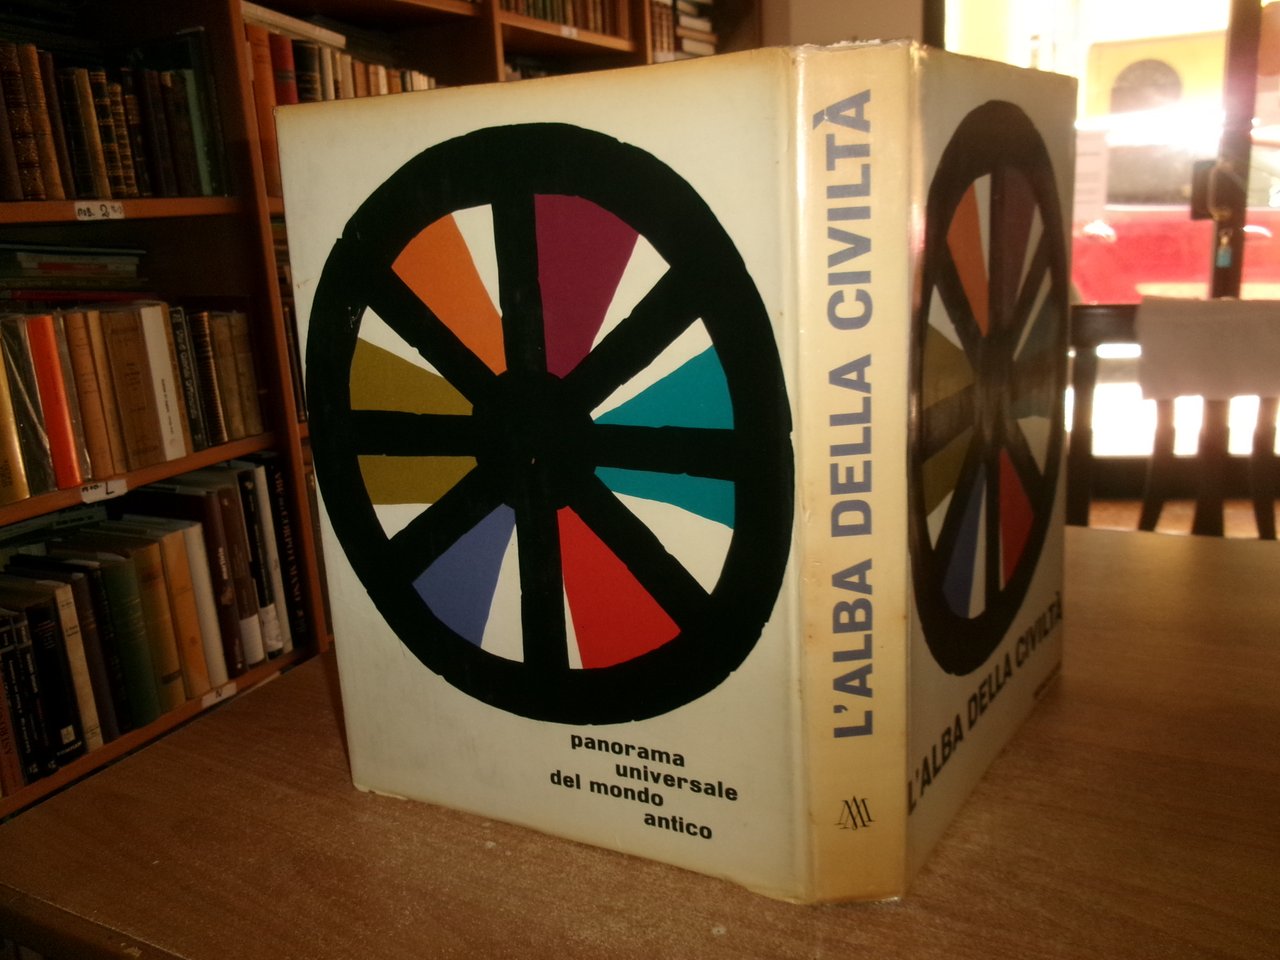 panorama
universale
del mondo
antico
L'ALBA DELLA CIVILTÀ
L'ALBA DELLA CIVILTÀ